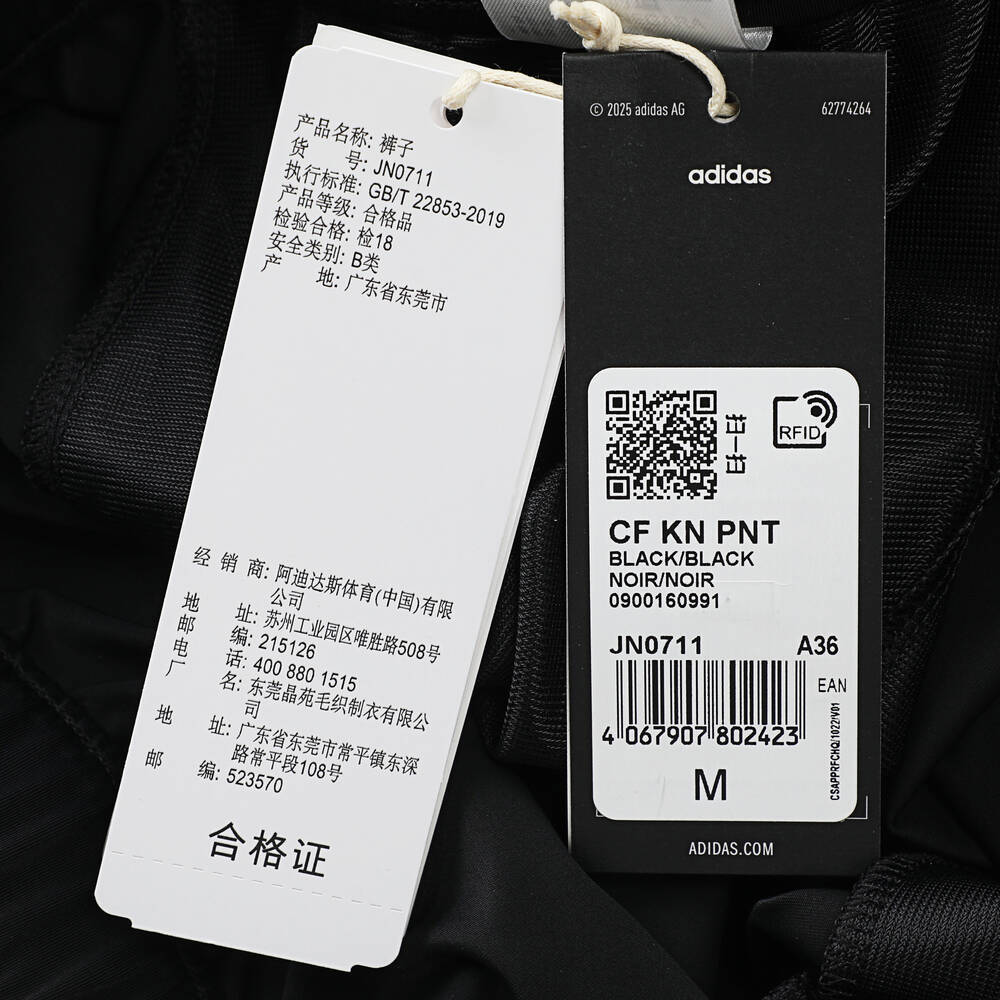 产品名称: 裤子
货 号: JN0711
执行标准: GB/T 22853-2019
产品等级: 合格品
检验合格: 检18
安全类别: B类
产 地: 广东省东莞市
经 销 商: 阿迪达斯体育(中国)有限
公司
地 址: 苏州工业园区唯胜路508号
邮 编: 215126
电 话: 400 880 1515
厂 名: 东莞晶苑毛织制衣有限公
司
地 址: 广东省东莞市常平镇东深
路常平段108号
邮 编: 523570
合格证
© 2025 adidas AG
62774264
adidas
RFID
扫一扫
CF KN PNT
BLACK/BLACK
NOIR/NOIR
0900160991
JN0711 A36
EAN
4 067907 802423
M
CSAPPRFCHQ/1022/V01
ADIDAS.COM